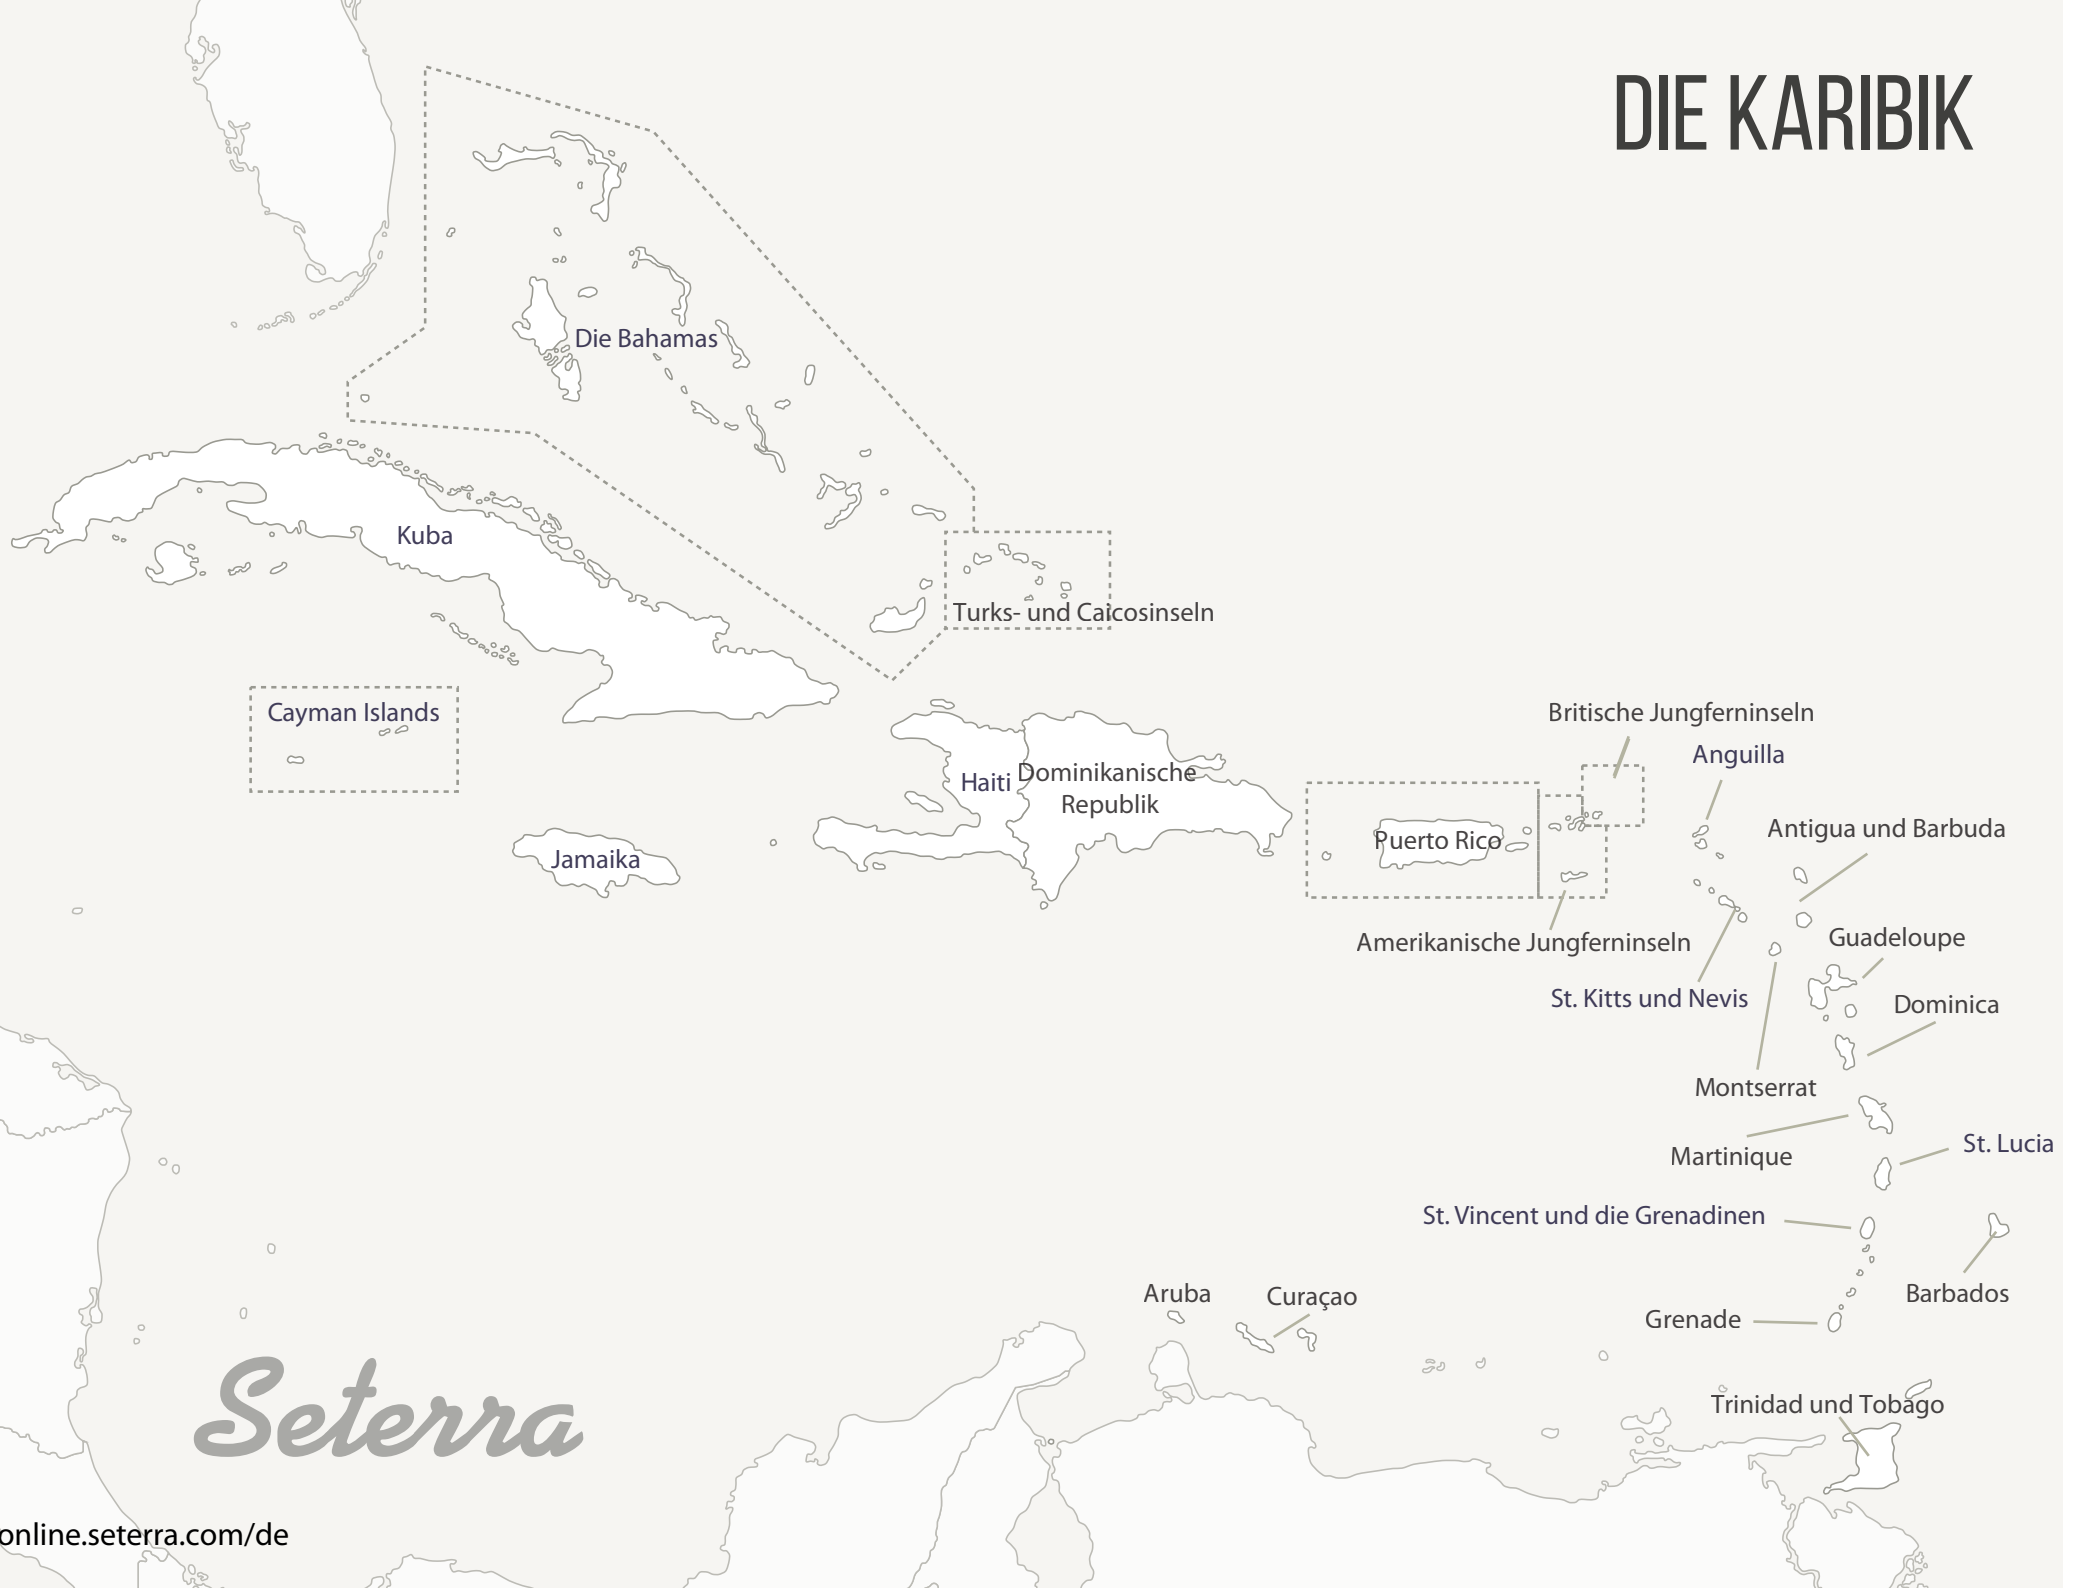 DIE KARIBIK
Die Bahamas
Kuba
Turks- und Caicosinseln
Cayman Islands
Britische Jungferninseln
Anguilla
Haiti
Dominikanische
Republik
Puerto Rico
Antigua und Barbuda
Jamaika
Amerikanische Jungferninseln
Guadeloupe
St. Kitts und Nevis
Dominica
Montserrat
Martinique
St. Lucia
St. Vincent und die Grenadinen
Aruba
Curaçao
Barbados
Grenade
Trinidad und Tobago
Seterra
online.seterra.com/de